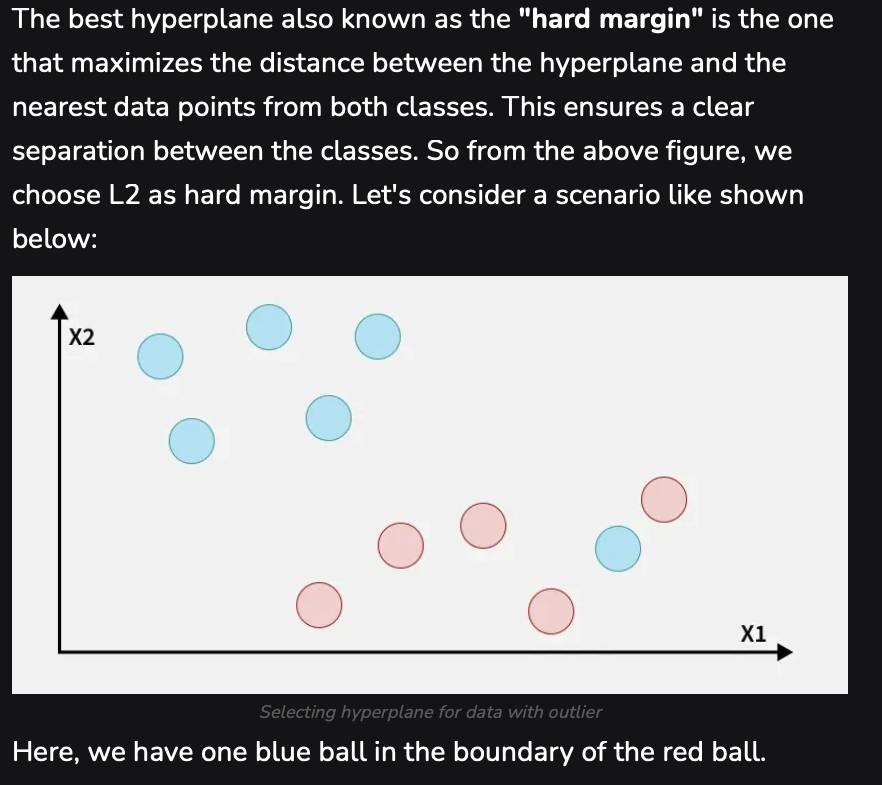 The best hyperplane also known as the "hard margin" is the one
that maximizes the distance between the hyperplane and the
nearest data points from both classes. This ensures a clear
separation between the classes. So from the above figure, we
choose L2 as hard margin. Let's consider a scenario like shown
below:
X2
X1
Selecting hyperplane for data with outlier
Here, we have one blue ball in the boundary of the red ball.